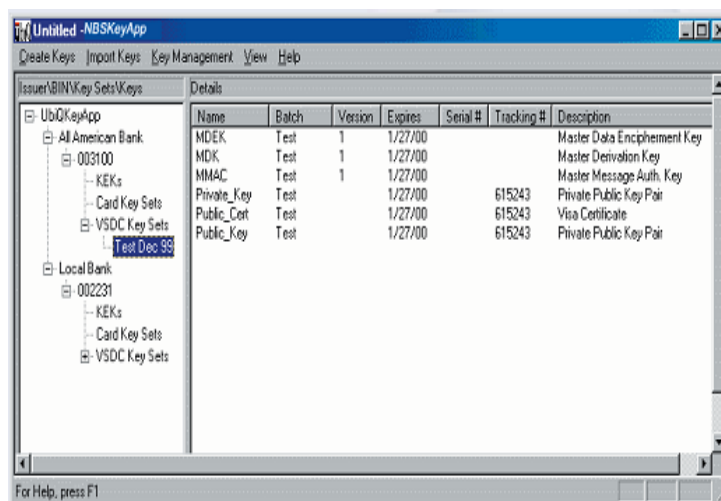 Untitled -NBSKeyApp
Create Keys Import Keys Key Management View Help
Issuer\BIN\Key Sets\Keys Details
UbiQKeyApp
All American Bank
003100
KEKs
Card Key Sets
VSDC Key Sets
Test Dec 99
Local Bank
002231
KEKs
Card Key Sets
VSDC Key Sets
Name Batch Version Expires Serial # Tracking # Description
MDEK Test 1 1/27/00 Master Data Encipherment Key
MDK Test 1 1/27/00 Master Derivation Key
MMAC Test 1 1/27/00 Master Message Auth. Key
Private_Key Test 1/27/00 615243 Private Public Key Pair
Public_Cert Test 1/27/00 615243 Visa Certificate
Public_Key Test 1/27/00 615243 Private Public Key Pair
For Help, press F1